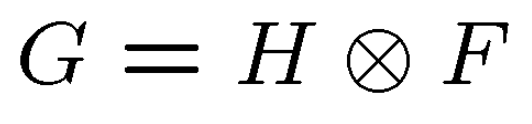 G = H ⊗ F